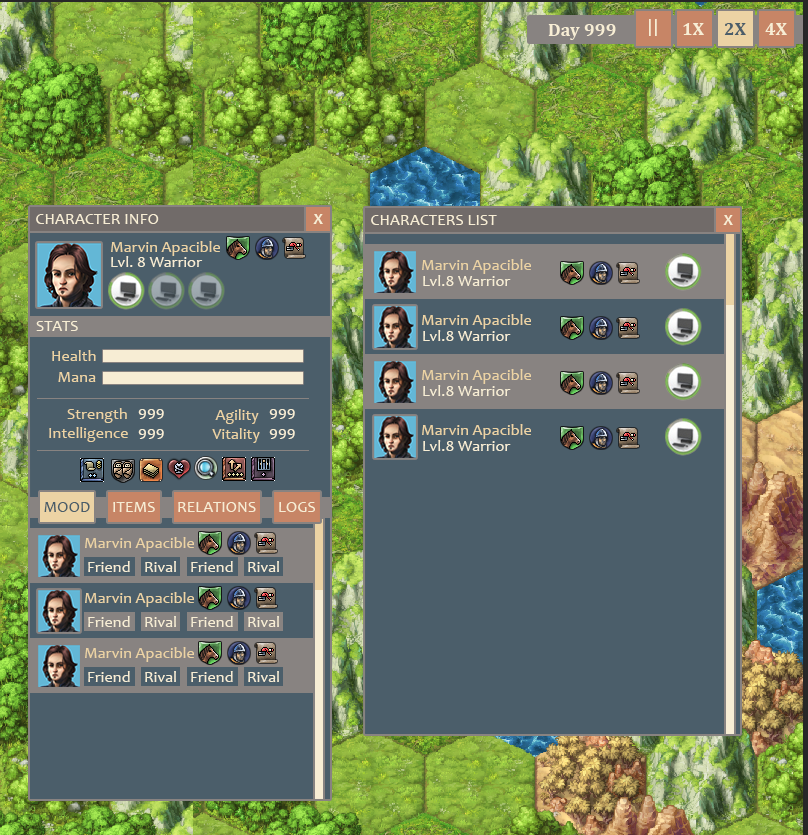 Day 999
||
1X
2X
4X
CHARACTER INFO
X
Marvin Apacible
Lvl. 8 Warrior
STATS
Health
Mana
Strength 999
Agility 999
Intelligence 999
Vitality 999
MOOD
ITEMS
RELATIONS
LOGS
Marvin Apacible
Friend Rival Friend Rival
Marvin Apacible
Friend Rival Friend Rival
Marvin Apacible
Friend Rival Friend Rival
CHARACTERS LIST
X
Marvin Apacible
Lvl.8 Warrior
Marvin Apacible
Lvl.8 Warrior
Marvin Apacible
Lvl.8 Warrior
Marvin Apacible
Lvl.8 Warrior